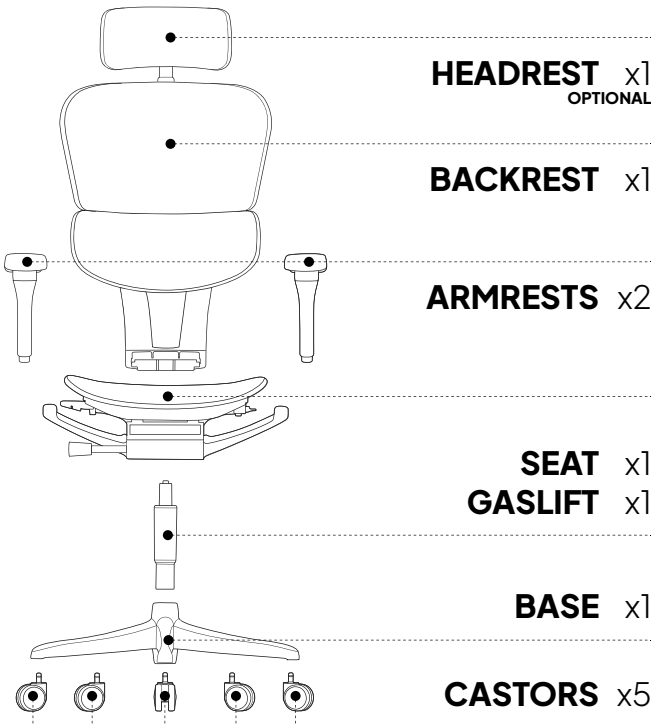 HEADREST x1
OPTIONAL
BACKREST x1
ARMRESTS x2
SEAT x1
GASLIFT x1
BASE x1
CASTORS x5